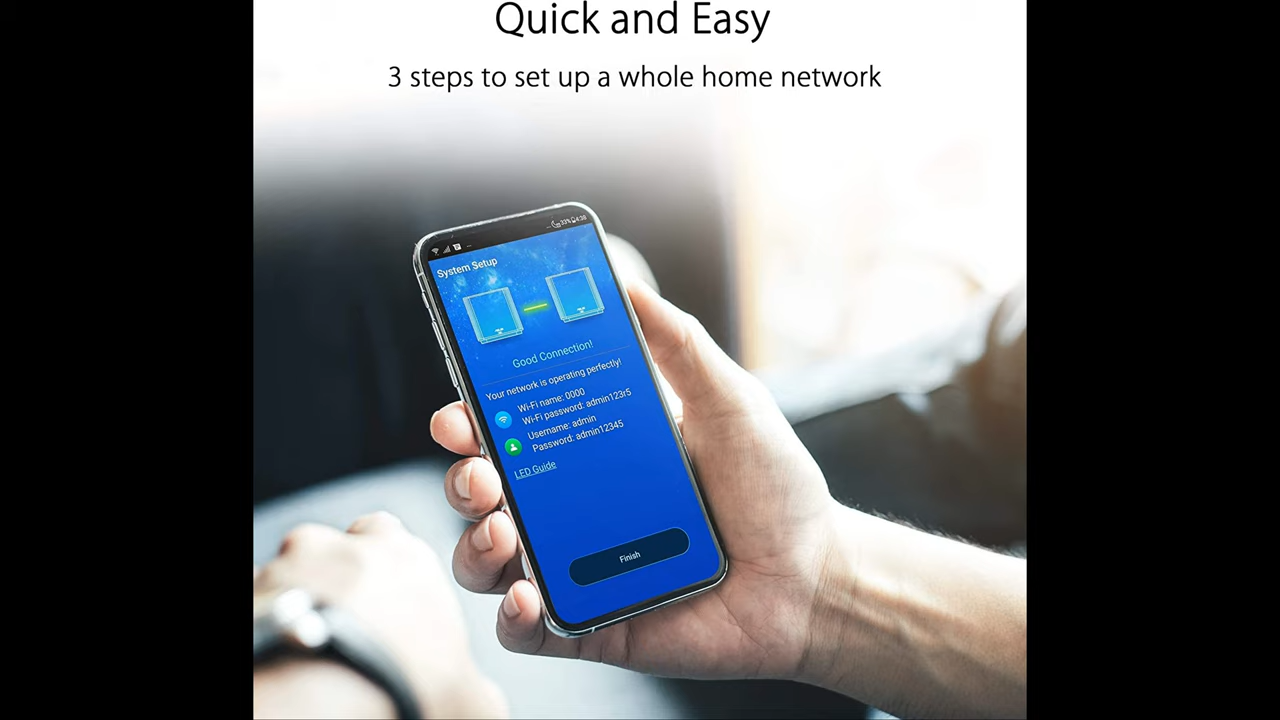 Quick and Easy
3 steps to set up a whole home network
System Setup
Good Connection!
Your network is operating perfectly!
Wi-Fi name: 0000
Wi-Fi password: admin123r5
Username: admin
Password: admin12345
LED Guide
Finish